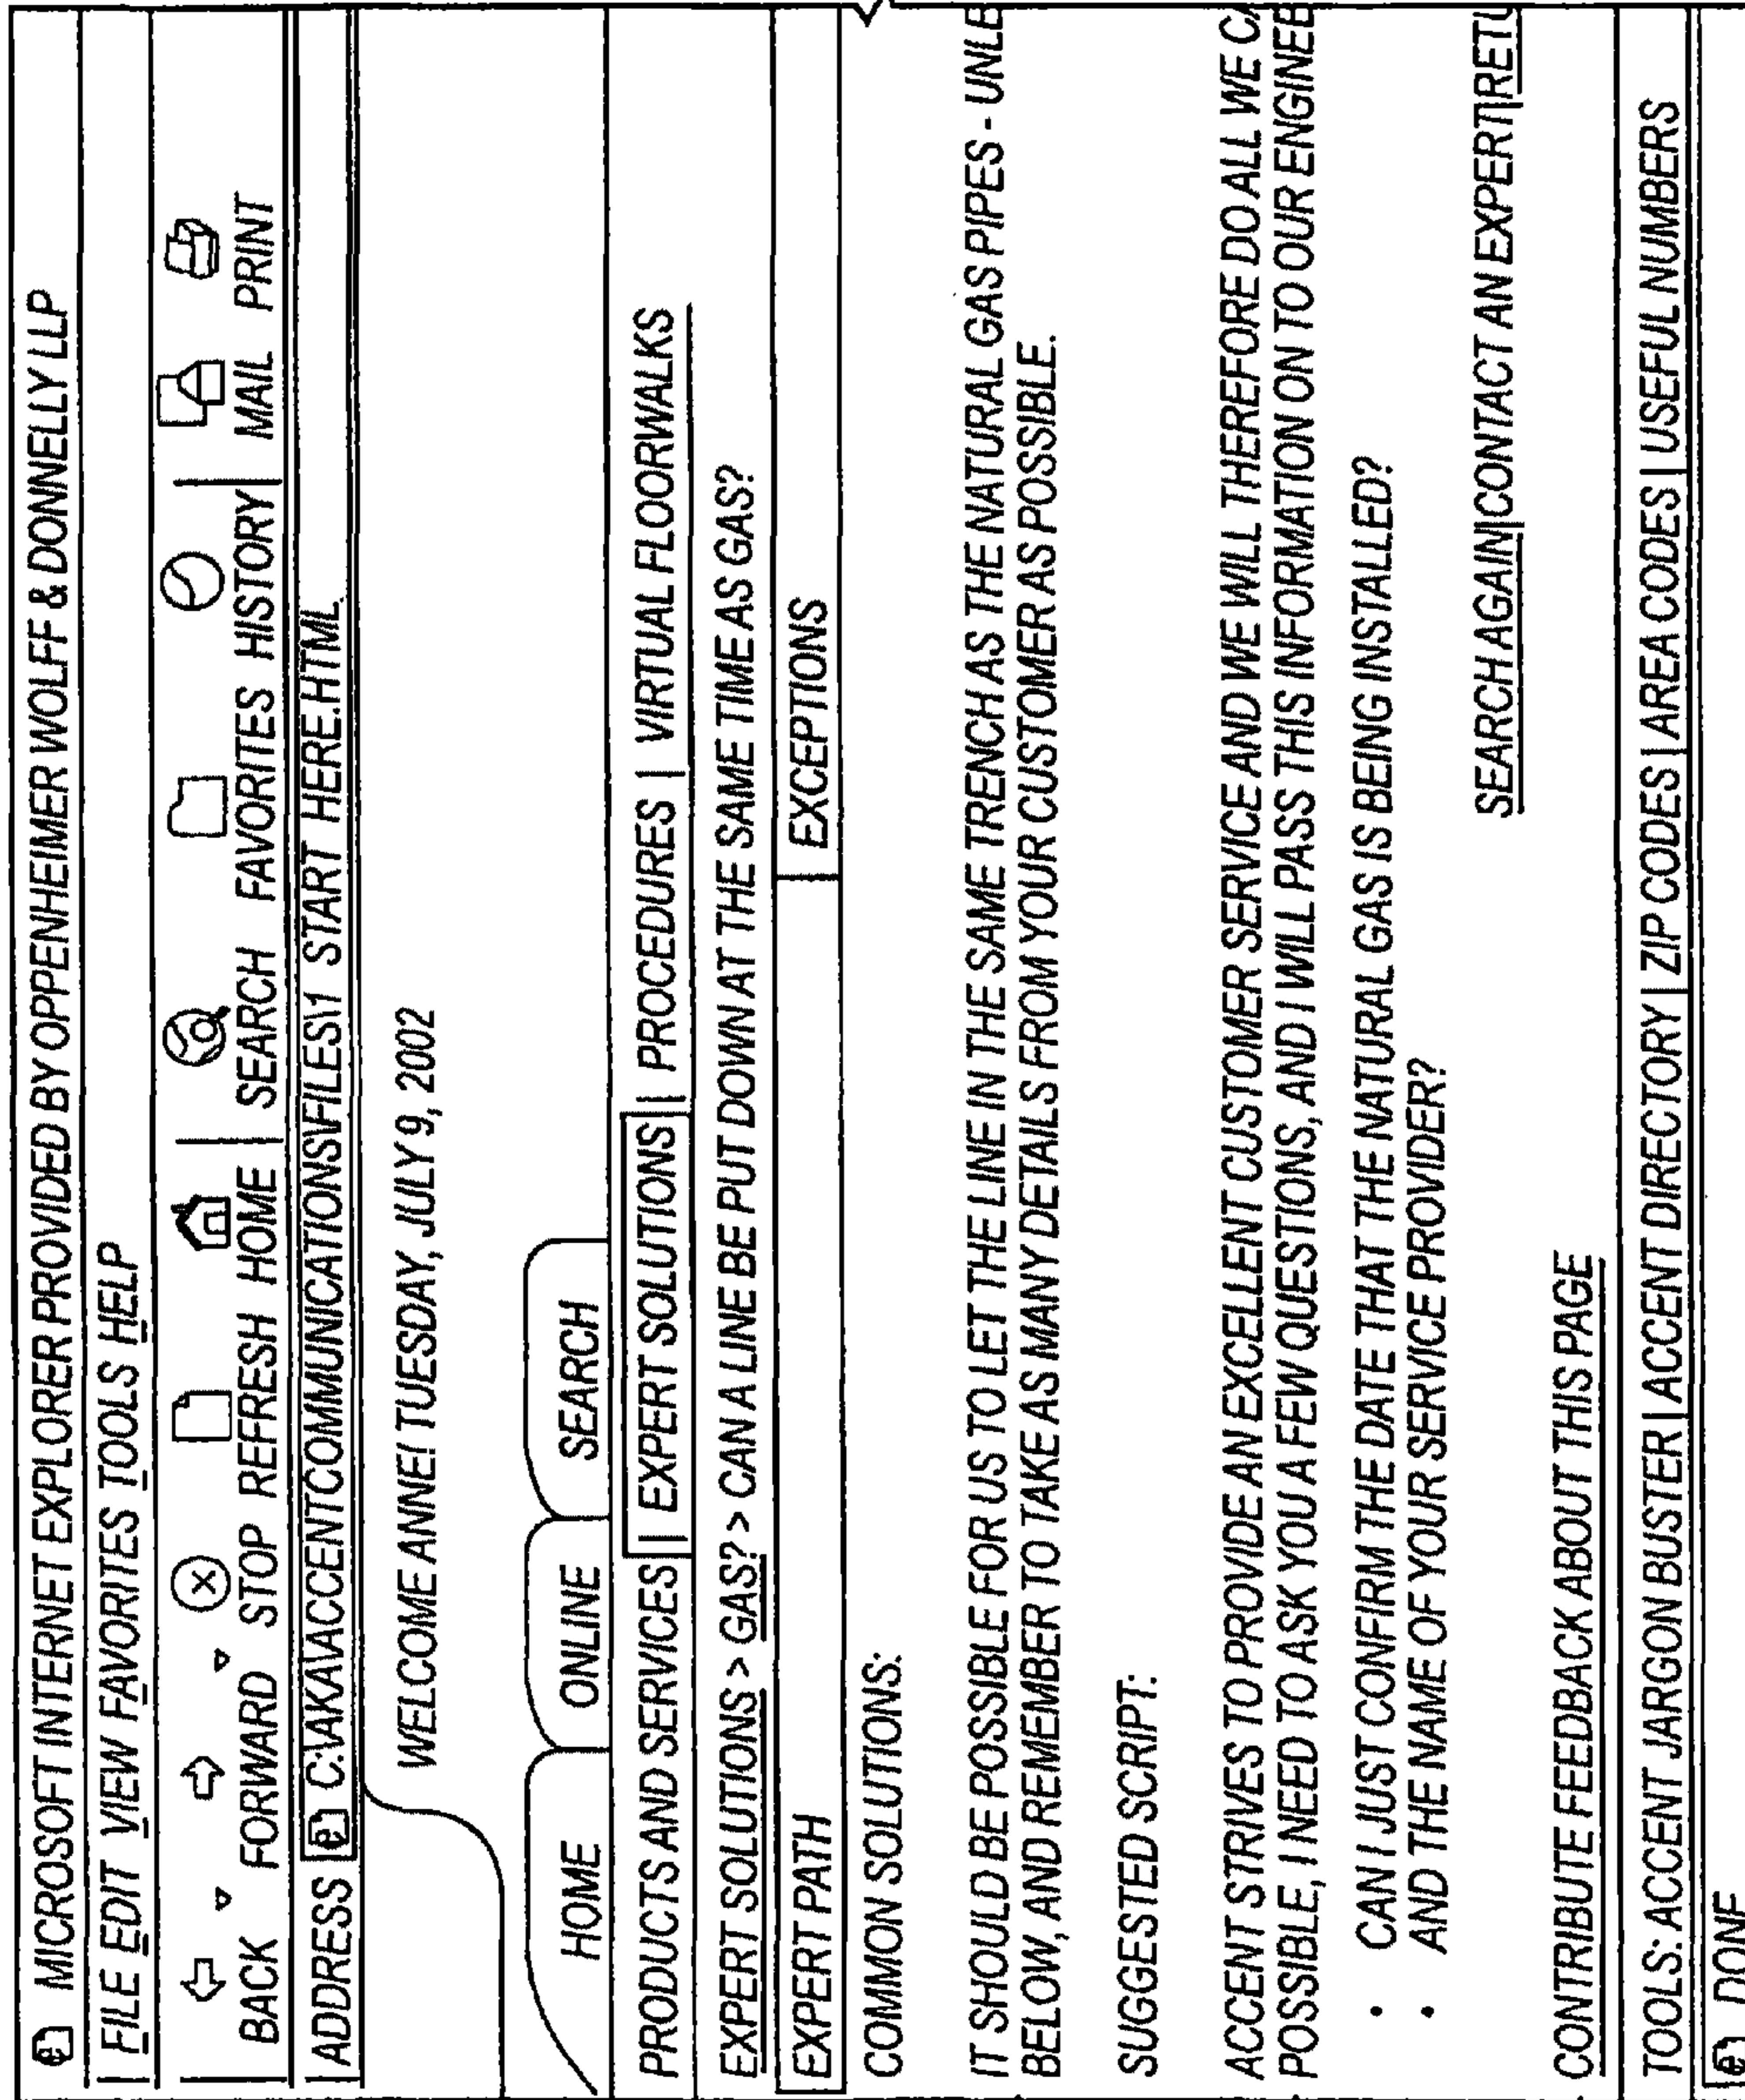 MICROSOFT INTERNET EXPLORER PROVIDED BY OPPENHEIMER WOLFF & DONNELLY LLP
FILE EDIT VIEW FAVORITES TOOLS HELP
BACK FORWARD STOP REFRESH HOME | SEARCH FAVORITES HISTORY | MAIL PRINT
ADDRESS C:\AKA\ACCENTCOMMUNICATIONS\FILES\1 START HERE.HTML
WELCOME ANNE! TUESDAY, JULY 9, 2002
HOME ONLINE SEARCH
PRODUCTS AND SERVICES | EXPERT SOLUTIONS | PROCEDURES | VIRTUAL FLOORWALKS
EXPERT SOLUTIONS > GAS? > CAN A LINE BE PUT DOWN AT THE SAME TIME AS GAS?
EXPERT PATH EXCEPTIONS
COMMON SOLUTIONS:
IT SHOULD BE POSSIBLE FOR US TO LET THE LINE IN THE SAME TRENCH AS THE NATURAL GAS PIPES - UNLE
BELOW, AND REMEMBER TO TAKE AS MANY DETAILS FROM YOUR CUSTOMER AS POSSIBLE.
SUGGESTED SCRIPT:
ACCENT STRIVES TO PROVIDE AN EXCELLENT CUSTOMER SERVICE AND WE WILL THEREFORE DO ALL WE CA
POSSIBLE, I NEED TO ASK YOU A FEW QUESTIONS, AND I WILL PASS THIS INFORMATION ON TO OUR ENGINEE
• CAN I JUST CONFIRM THE DATE THAT THE NATURAL GAS IS BEING INSTALLED?
• AND THE NAME OF YOUR SERVICE PROVIDER?
SEARCH AGAIN|CONTACT AN EXPERT|RETU
CONTRIBUTE FEEDBACK ABOUT THIS PAGE
TOOLS: ACCENT JARGON BUSTER | ACCENT DIRECTORY | ZIP CODES | AREA CODES | USEFUL NUMBERS
DONE